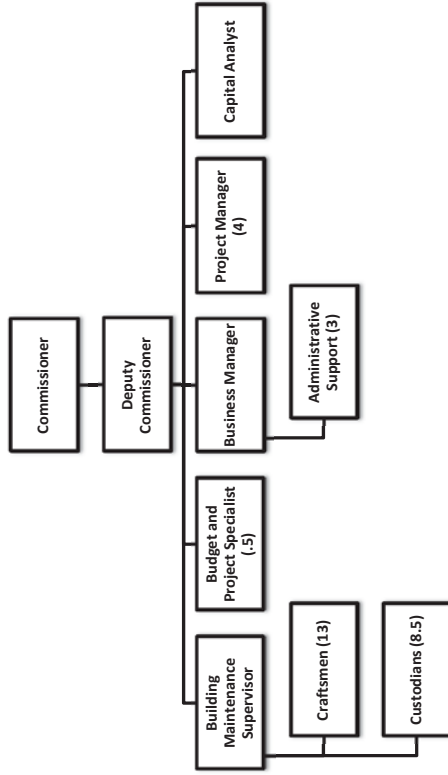 Commissioner
Deputy
Commissioner
Building
Maintenance
Supervisor
Budget and
Project Specialist
(.5)
Business Manager
Project Manager
(4)
Capital Analyst
Craftsmen (13)
Custodians (8.5)
Administrative
Support (3)